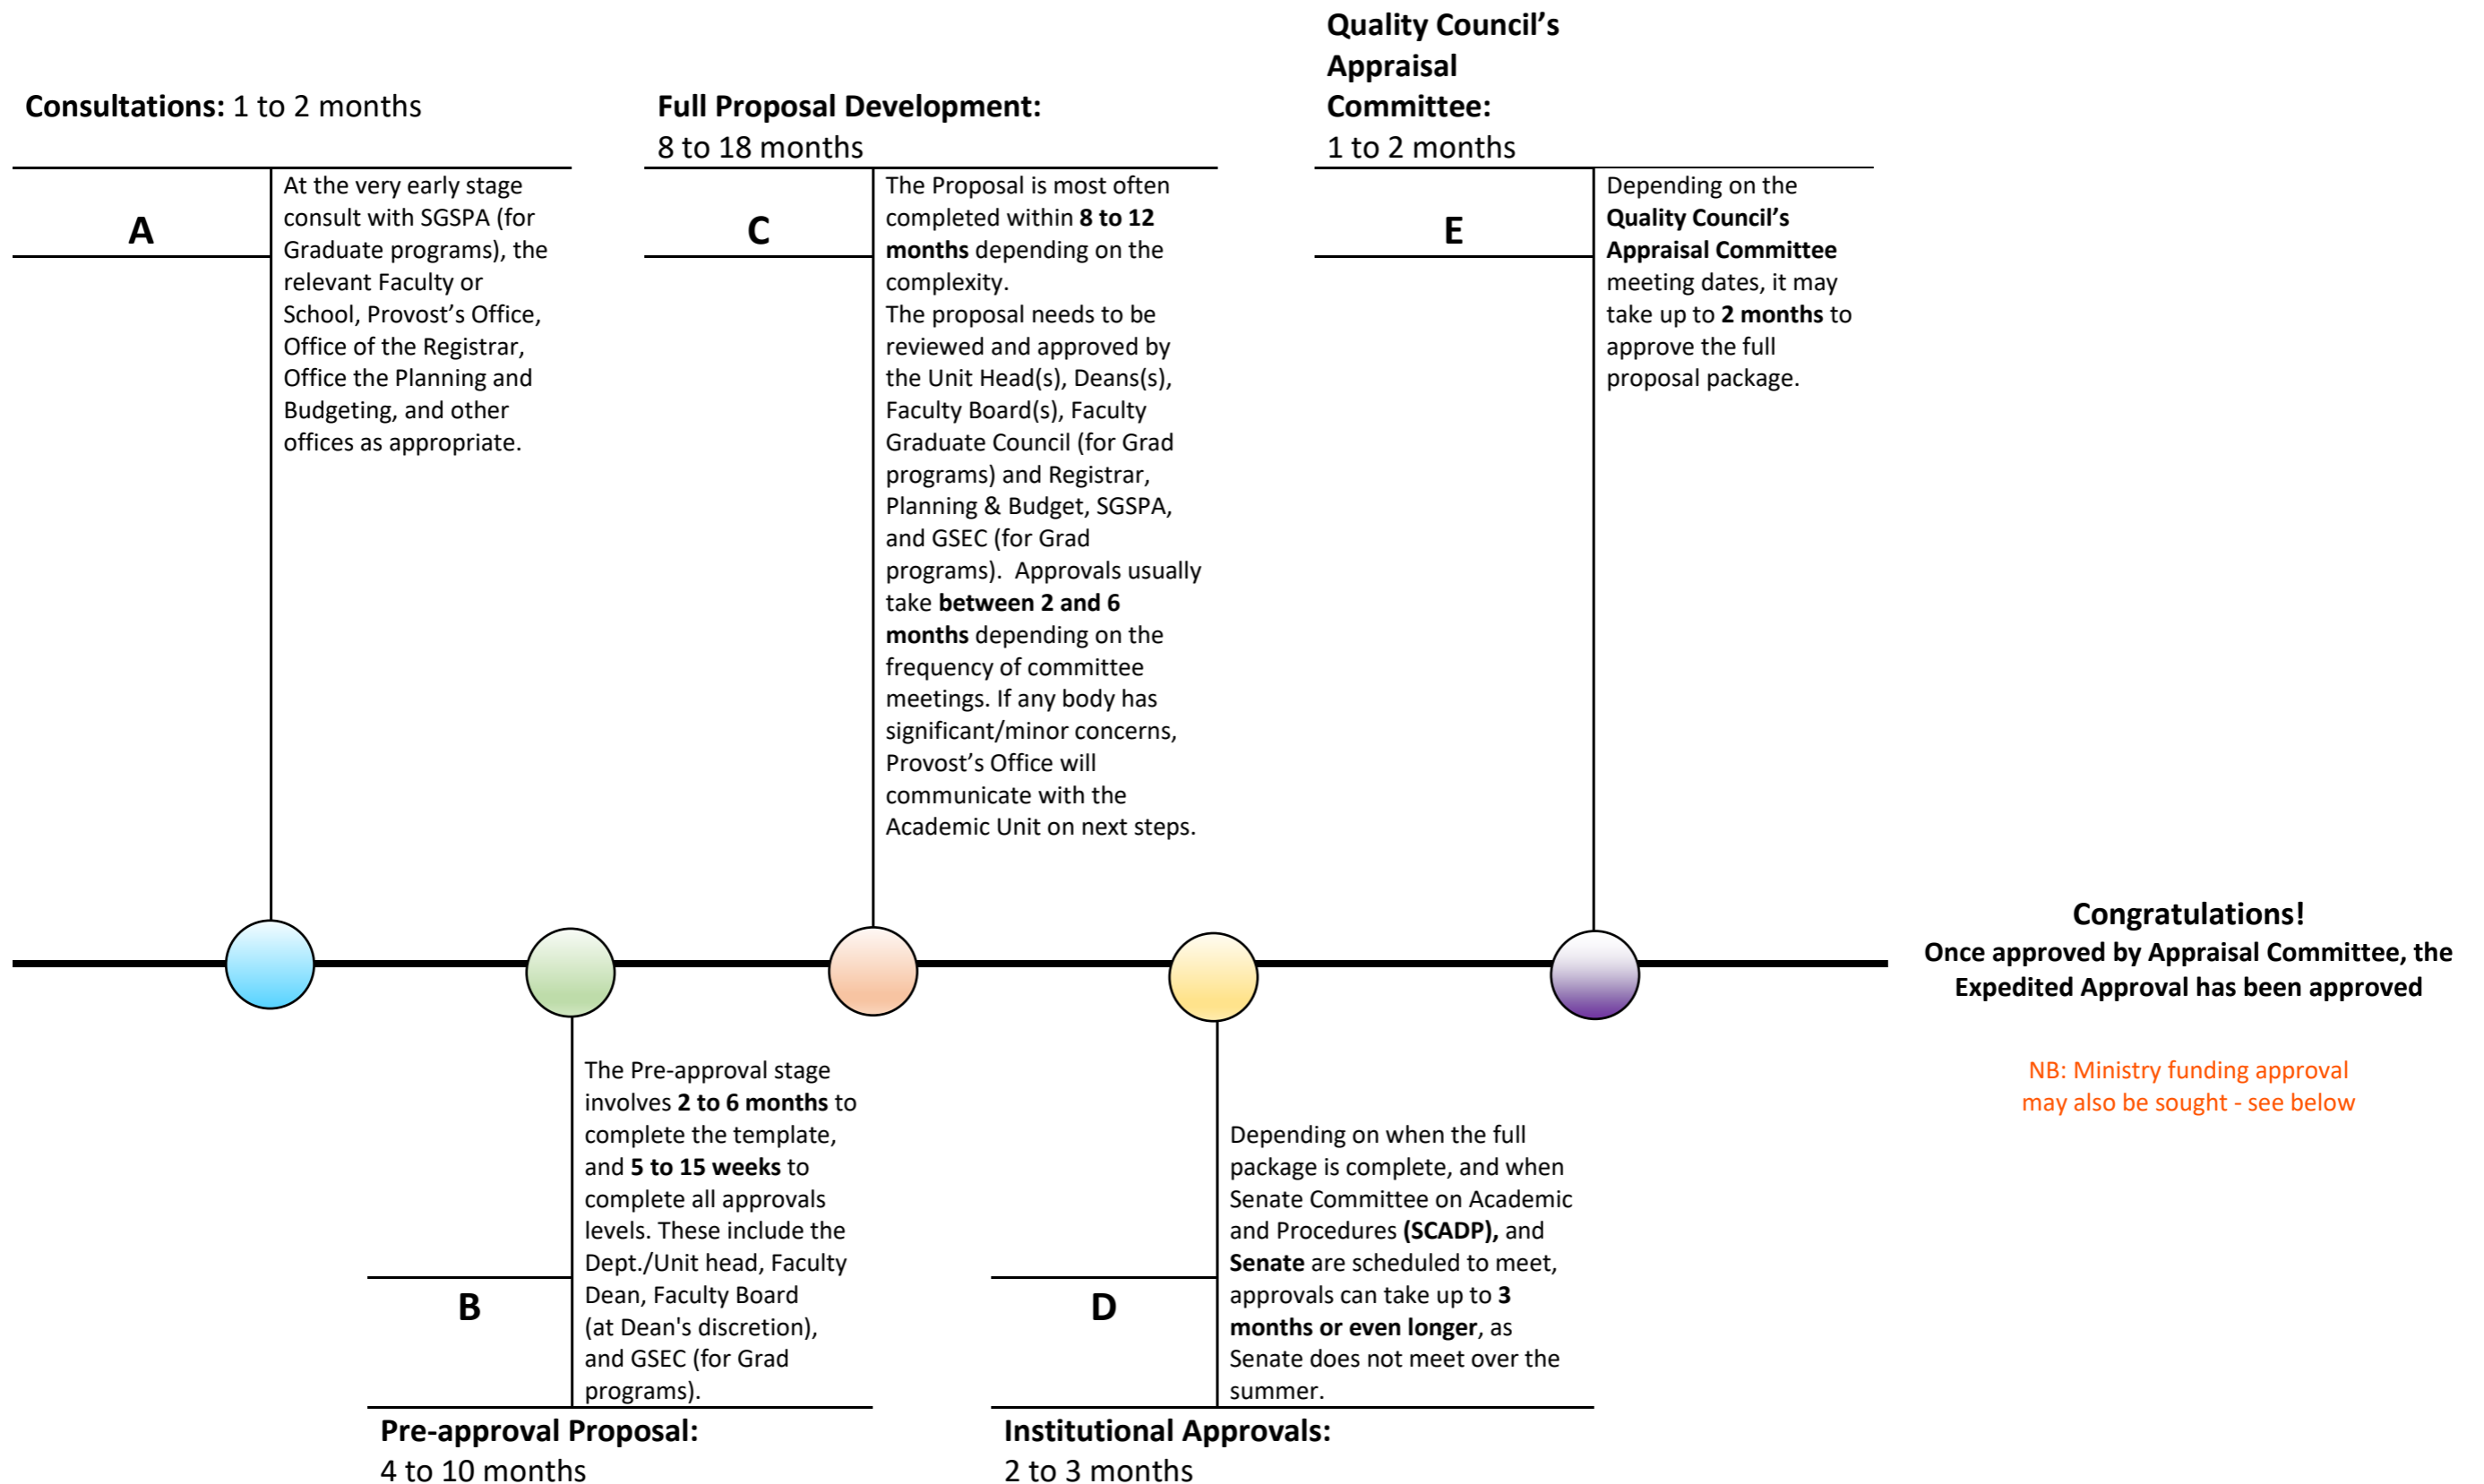 Consultations: 1 to 2 months
A
At the very early stage
consult with SGSPA (for
Graduate programs), the
relevant Faculty or
School, Provost’s Office,
Office of the Registrar,
Office the Planning and
Budgeting, and other
offices as appropriate.
Full Proposal Development:
8 to 18 months
C
The Proposal is most often
completed within 8 to 12
months depending on the
complexity.
The proposal needs to be
reviewed and approved by
the Unit Head(s), Deans(s),
Faculty Board(s), Faculty
Graduate Council (for Grad
programs) and Registrar,
Planning & Budget, SGSPA,
and GSEC (for Grad
programs).  Approvals usually
take between 2 and 6
months depending on the
frequency of committee
meetings. If any body has
significant/minor concerns,
Provost’s Office will
communicate with the
Academic Unit on next steps.
Quality Council’s
Appraisal
Committee:
1 to 2 months
E
Depending on the
Quality Council’s
Appraisal Committee
meeting dates, it may
take up to 2 months to
approve the full
proposal package.
Congratulations!
Once approved by Appraisal Committee, the
Expedited Approval has been approved
NB: Ministry funding approval
may also be sought - see below
B
The Pre-approval stage
involves 2 to 6 months to
complete the template,
and 5 to 15 weeks to
complete all approvals
levels. These include the
Dept./Unit head, Faculty
Dean, Faculty Board
(at Dean's discretion),
and GSEC (for Grad
programs).
Pre-approval Proposal:
4 to 10 months
D
Depending on when the full
package is complete, and when
Senate Committee on Academic
and Procedures (SCADP), and
Senate are scheduled to meet,
approvals can take up to 3
months or even longer, as
Senate does not meet over the
summer.
Institutional Approvals:
2 to 3 months